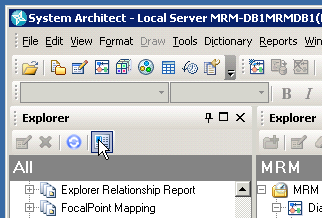 System Architect - Local Server MRM-DB1MRMDB1(
File Edit View Format Draw Tools Dictionary Reports
B I
Explorer Explorer
All MRM
Explorer Relationship Report MRM
FocalPoint Mapping Dia